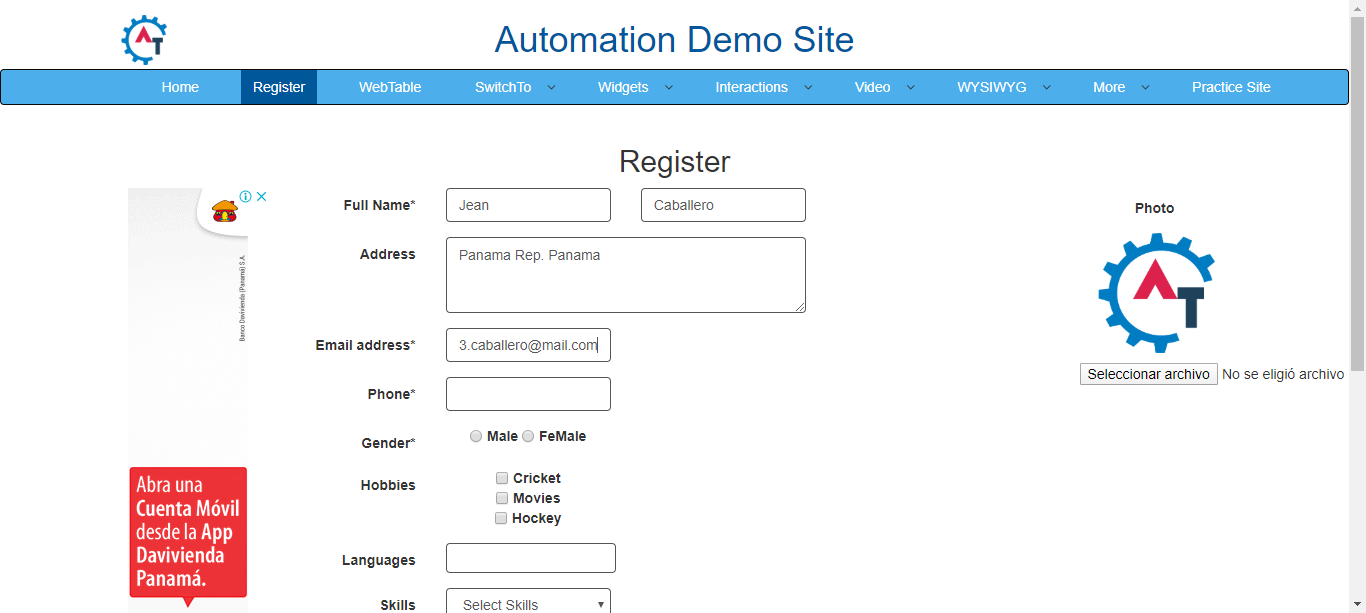 Automation Demo Site
Home Register WebTable SwitchTo Widgets Interactions Video WYSIWYG More Practice Site
Register
Full Name* Jean Caballero
Address Panama Rep. Panama
Email address* 3.caballero@mail.com
Phone*
Gender* Male FeMale
Hobbies Cricket
Movies
Hockey
Languages
Skills Select Skills
Photo
AT
Seleccionar archivo No se eligió archivo
Banco Davivienda (Panamá) S.A.
Abra una
Cuenta Móvil
desde la App
Davivienda
Panamá.